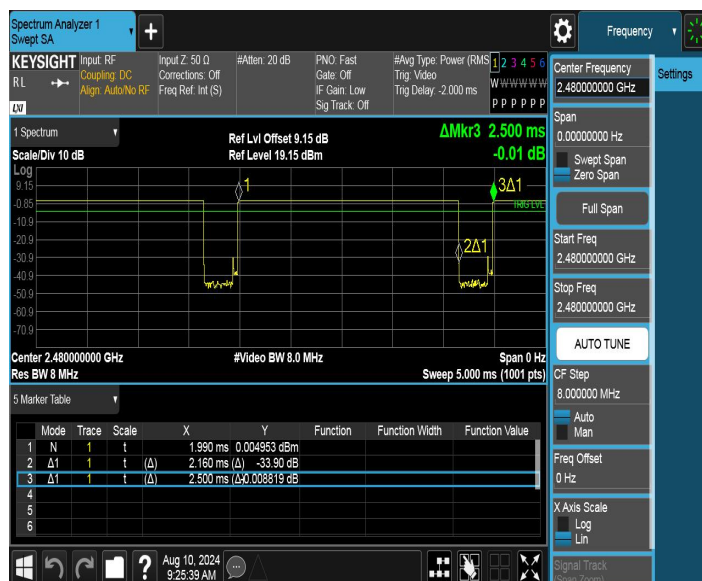 Spectrum Analyzer 1
Swept SA
+
Frequency
KEYSIGHT
RL
LXI
Input: RF
Coupling: DC
Align: Auto/No RF
Input Z: 50 Ω
Corrections: Off
Freq Ref: Int (S)
#Atten: 20 dB
PNO: Fast
Gate: Off
IF Gain: Low
Sig Track: Off
#Avg Type: Power (RMS
Trig: Video
Trig Delay: -2.000 ms
1 2 3 4 5 6
W W W W W W
P P P P P P
1 Spectrum
Scale/Div 10 dB
Ref Lvl Offset 9.15 dB
Ref Level 19.15 dBm
ΔMkr3 2.500 ms
-0.01 dB
Log
9.15
-0.85
-10.9
-20.9
-30.9
-40.9
-50.9
-60.9
-70.9
1
2Δ1
3Δ1
TRIG LVL
Center 2.480000000 GHz
Res BW 8 MHz
#Video BW 8.0 MHz
Span 0 Hz
Sweep 5.000 ms (1001 pts)
5 Marker Table
Mode Trace Scale X Y Function Function Width Function Value
1 N 1 t 1.990 ms 0.004953 dBm
2 Δ1 1 t (Δ) 2.160 ms (Δ) -33.90 dB
3 Δ1 1 t (Δ) 2.500 ms (Δ) -0.008819 dB
4
5
6
Aug 10, 2024
9:25:39 AM
?
Center Frequency
2.480000000 GHz
Settings
Span
0.00000000 Hz
Swept Span
Zero Span
Full Span
Start Freq
2.480000000 GHz
Stop Freq
2.480000000 GHz
AUTO TUNE
CF Step
8.000000 MHz
Auto
Man
Freq Offset
0 Hz
X Axis Scale
Log
Lin
Signal Track
(Span Zoom)